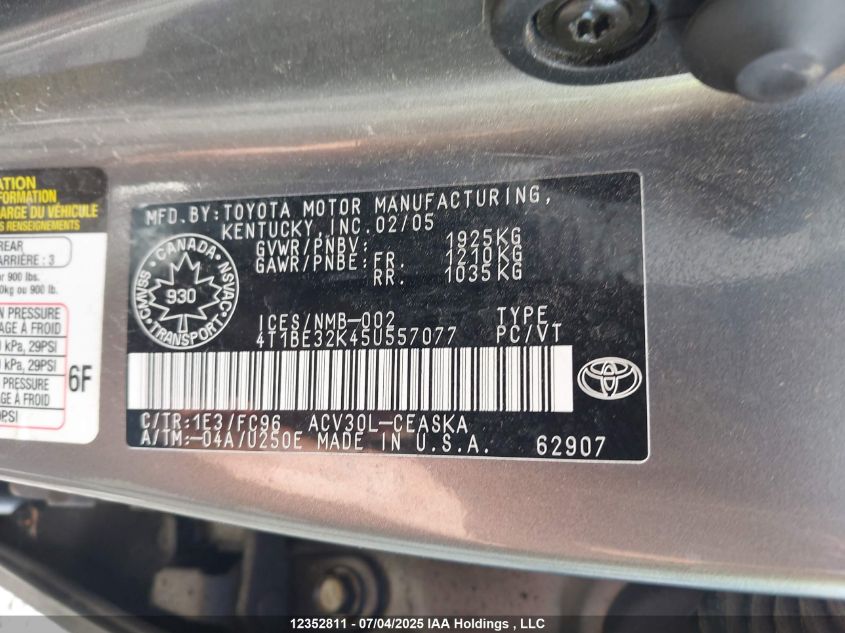 ATION
FORMATION
CHARGE DU VÉHICULE
S RENSEIGNEMENTS
REAR
ARRIÈRE : 3
or 900 lbs.
0kg ou 900 lb.
N PRESSURE
AGE À FROID
kPa, 29PSI
kPa, 29PSI
PRESSURE
AGE À FROID
PSI
6F
MFD. BY: TOYOTA MOTOR MANUFACTURING,
KENTUCKY, INC. 02/05
GVWR/PNBV: 1925KG
GAWR/PNBE: FR. 1210KG
RR. 1035KG
CANADA
CMVSS 930 NSVAC
TRANSPORT
ICES/NMB-002 TYPE
4T1BE32K45U557077 PC/VT
C/TR:1E3/FC96 ACV30L-CEASKA
A/TM:-04A/U250E MADE IN U.S.A. 62907
12352811 - 07/04/2025 IAA Holdings , LLC